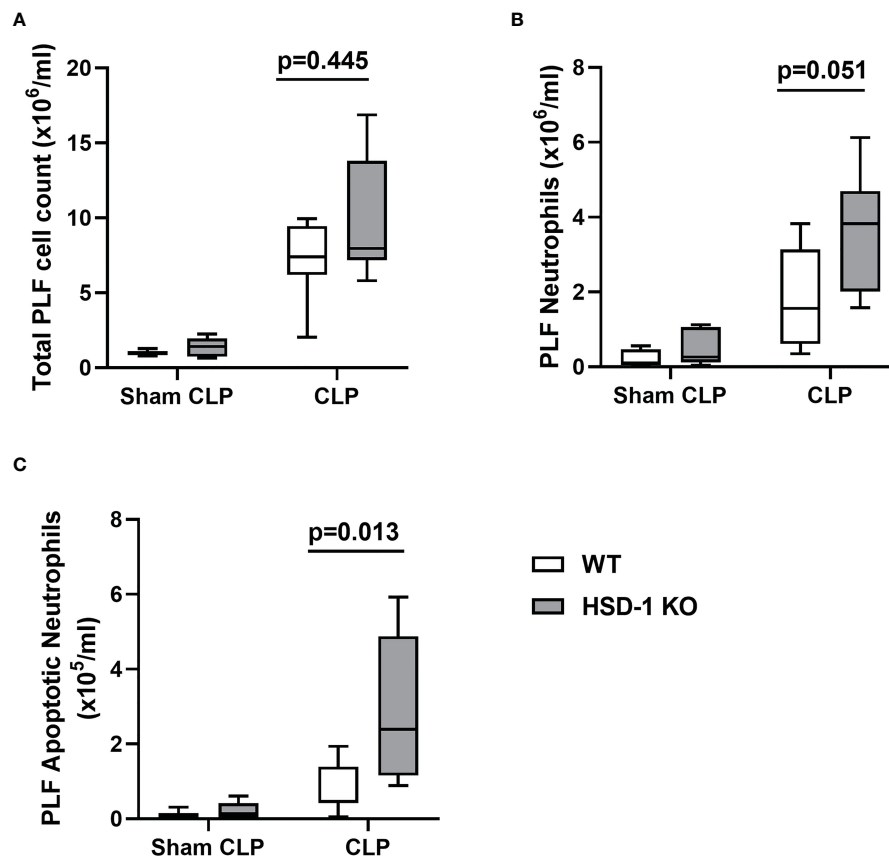 A
Total PLF cell count (x10⁶/ml)
20
15
10
5
0
p=0.445
Sham CLP
CLP
B
PLF Neutrophils (x10⁶/ml)
8
6
4
2
0
p=0.051
Sham CLP
CLP
C
PLF Apoptotic Neutrophils
(x10⁵/ml)
8
6
4
2
0
p=0.013
Sham CLP
CLP
WT
HSD-1 KO